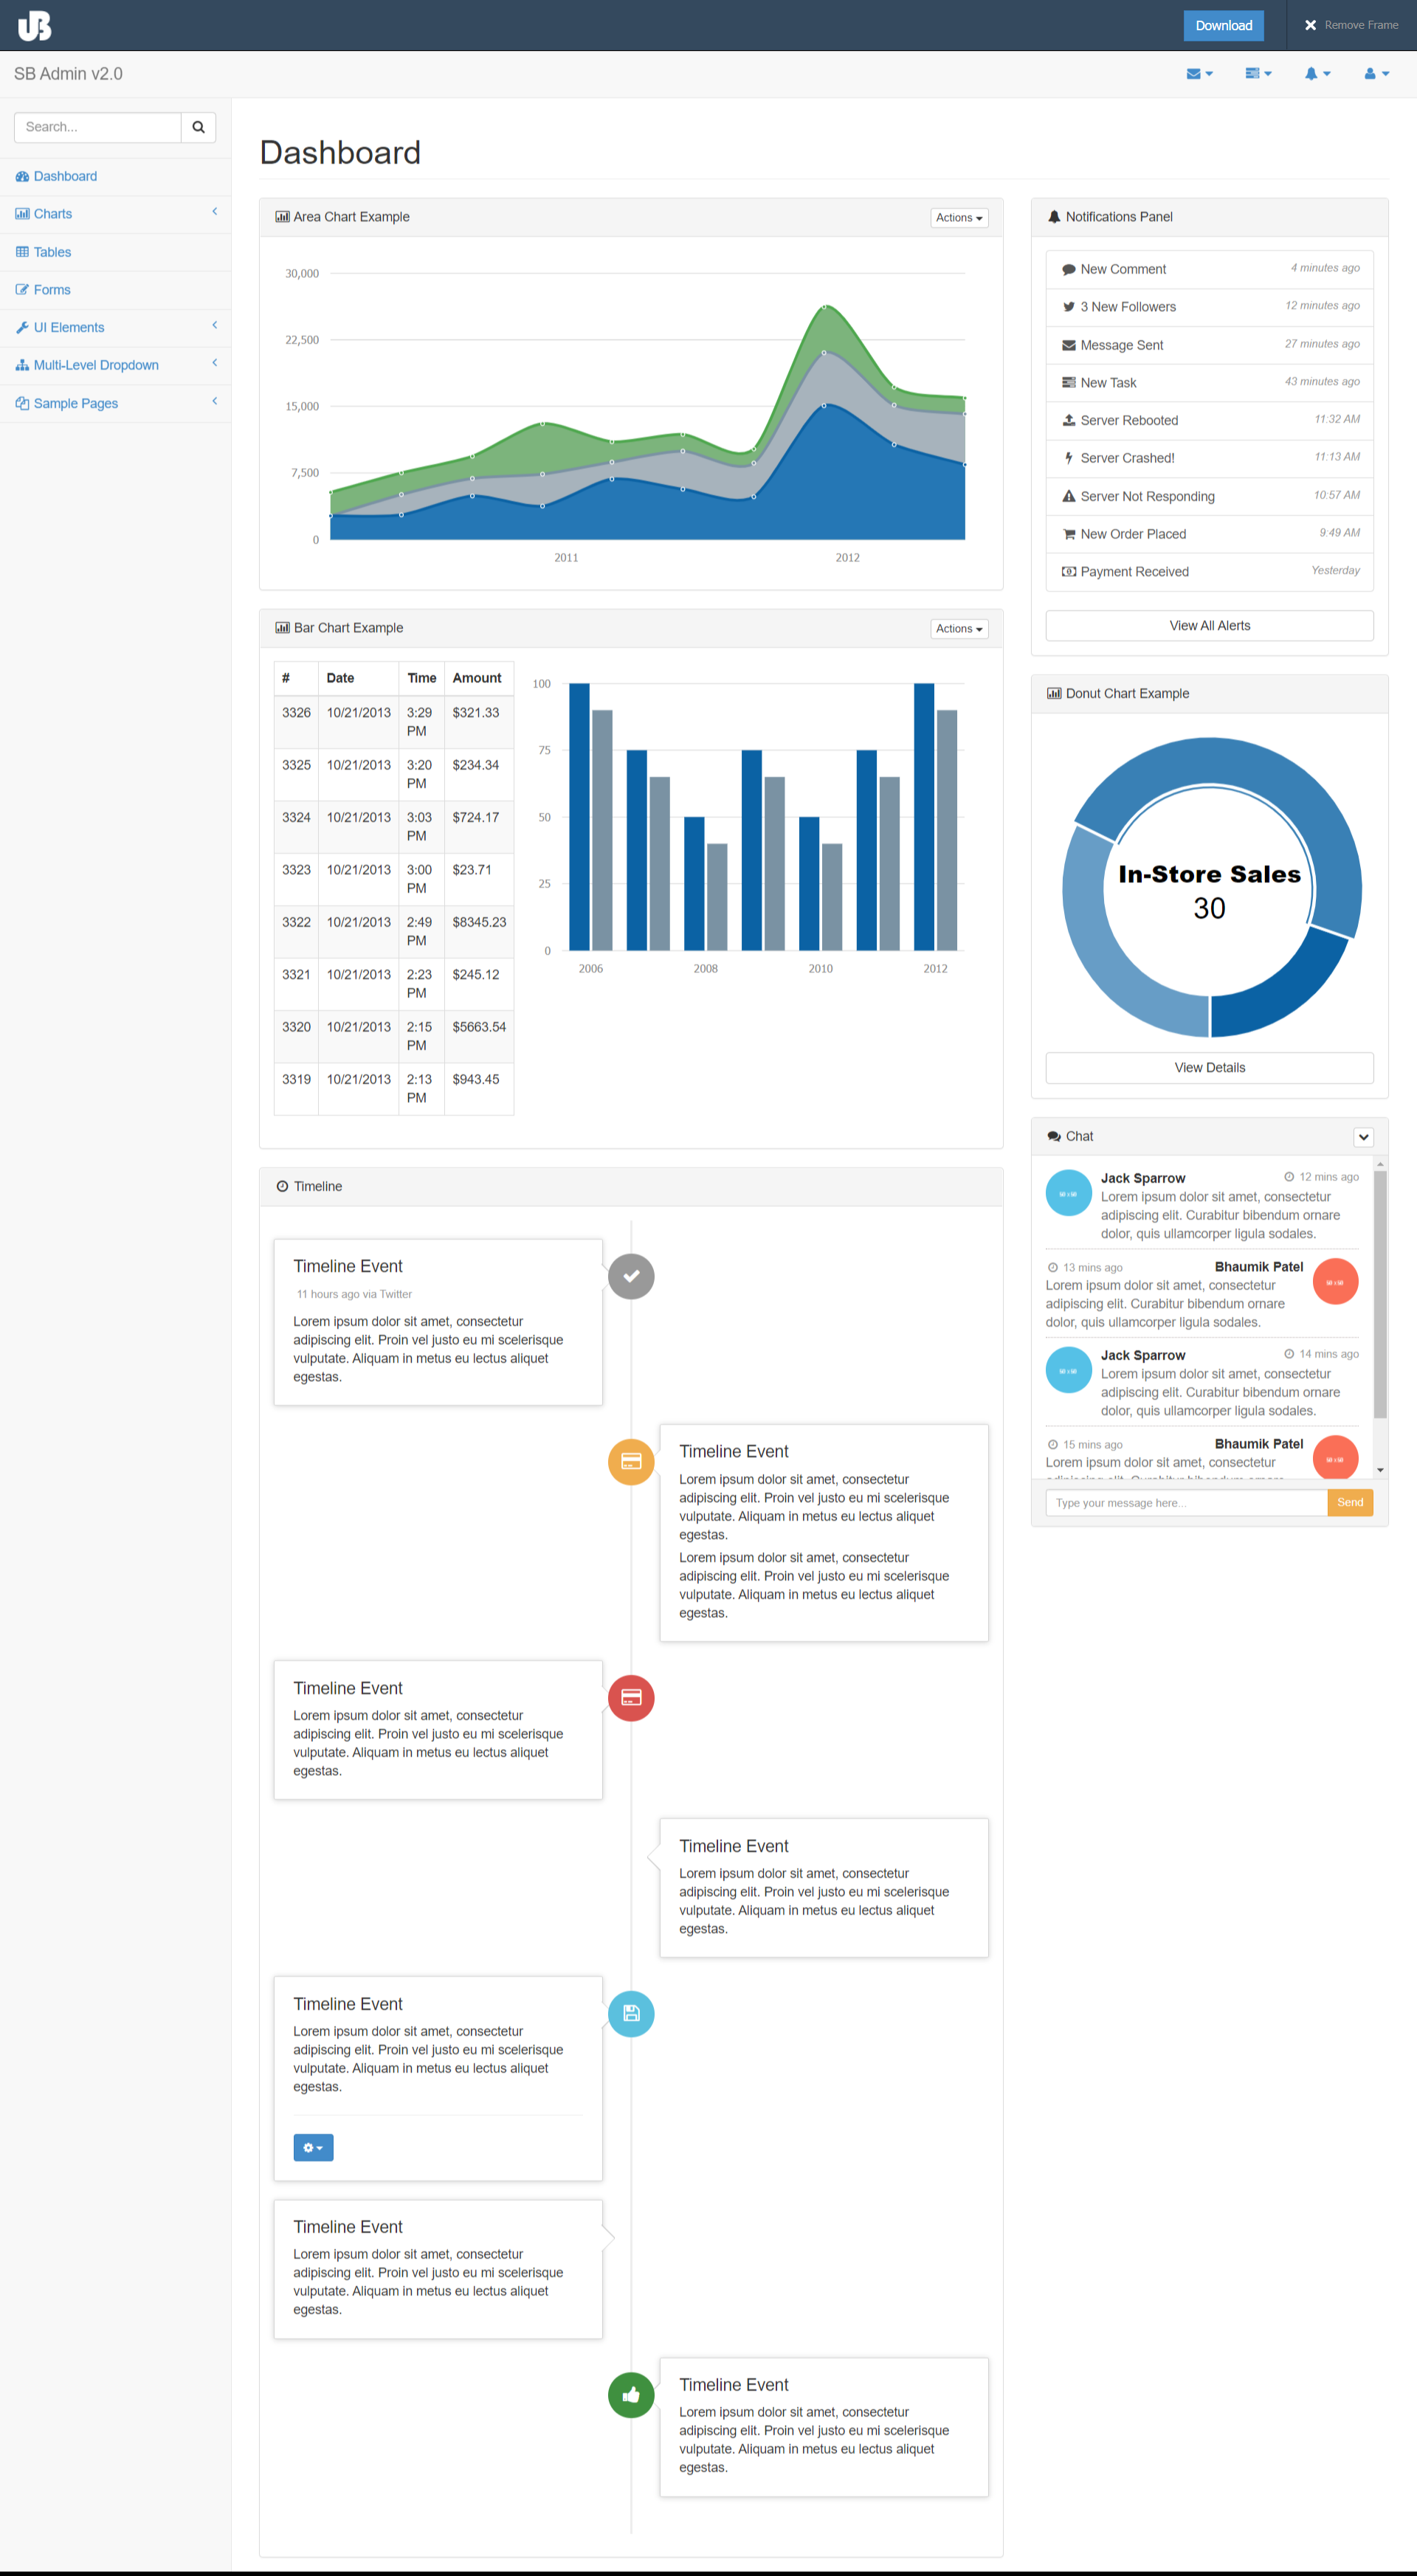 Download
Remove Frame
SB Admin v2.0
Search...
Dashboard
Charts
Tables
Forms
UI Elements
Multi-Level Dropdown
Sample Pages
Dashboard
Area Chart Example
Actions
30,000
22,500
15,000
7,500
0
2011
2012
Bar Chart Example
Actions
# Date Time Amount
3326 10/21/2013 3:29 PM $321.33
3325 10/21/2013 3:20 PM $234.34
3324 10/21/2013 3:03 PM $724.17
3323 10/21/2013 3:00 PM $23.71
3322 10/21/2013 2:49 PM $8345.23
3321 10/21/2013 2:23 PM $245.12
3320 10/21/2013 2:15 PM $5663.54
3319 10/21/2013 2:13 PM $943.45
100
75
50
25
0
2006
2008
2010
2012
Timeline
Timeline Event
11 hours ago via Twitter
Lorem ipsum dolor sit amet, consectetur
adipiscing elit. Proin vel justo eu mi scelerisque
vulputate. Aliquam in metus eu lectus aliquet
egestas.
Timeline Event
Lorem ipsum dolor sit amet, consectetur
adipiscing elit. Proin vel justo eu mi scelerisque
vulputate. Aliquam in metus eu lectus aliquet
egestas.
Lorem ipsum dolor sit amet, consectetur
adipiscing elit. Proin vel justo eu mi scelerisque
vulputate. Aliquam in metus eu lectus aliquet
egestas.
Timeline Event
Lorem ipsum dolor sit amet, consectetur
adipiscing elit. Proin vel justo eu mi scelerisque
vulputate. Aliquam in metus eu lectus aliquet
egestas.
Timeline Event
Lorem ipsum dolor sit amet, consectetur
adipiscing elit. Proin vel justo eu mi scelerisque
vulputate. Aliquam in metus eu lectus aliquet
egestas.
Timeline Event
Lorem ipsum dolor sit amet, consectetur
adipiscing elit. Proin vel justo eu mi scelerisque
vulputate. Aliquam in metus eu lectus aliquet
egestas.
Timeline Event
Lorem ipsum dolor sit amet, consectetur
adipiscing elit. Proin vel justo eu mi scelerisque
vulputate. Aliquam in metus eu lectus aliquet
egestas.
Timeline Event
Lorem ipsum dolor sit amet, consectetur
adipiscing elit. Proin vel justo eu mi scelerisque
vulputate. Aliquam in metus eu lectus aliquet
egestas.
Notifications Panel
New Comment 4 minutes ago
3 New Followers 12 minutes ago
Message Sent 27 minutes ago
New Task 43 minutes ago
Server Rebooted 11:32 AM
Server Crashed! 11:13 AM
Server Not Responding 10:57 AM
New Order Placed 9:49 AM
Payment Received Yesterday
View All Alerts
Donut Chart Example
In-Store Sales
30
View Details
Chat
Jack Sparrow 12 mins ago
Lorem ipsum dolor sit amet, consectetur
adipiscing elit. Curabitur bibendum ornare
dolor, quis ullamcorper ligula sodales.
13 mins ago Bhaumik Patel
Lorem ipsum dolor sit amet, consectetur
adipiscing elit. Curabitur bibendum ornare
dolor, quis ullamcorper ligula sodales.
Jack Sparrow 14 mins ago
Lorem ipsum dolor sit amet, consectetur
adipiscing elit. Curabitur bibendum ornare
dolor, quis ullamcorper ligula sodales.
15 mins ago Bhaumik Patel
Lorem ipsum dolor sit amet, consectetur
Type your message here...
Send